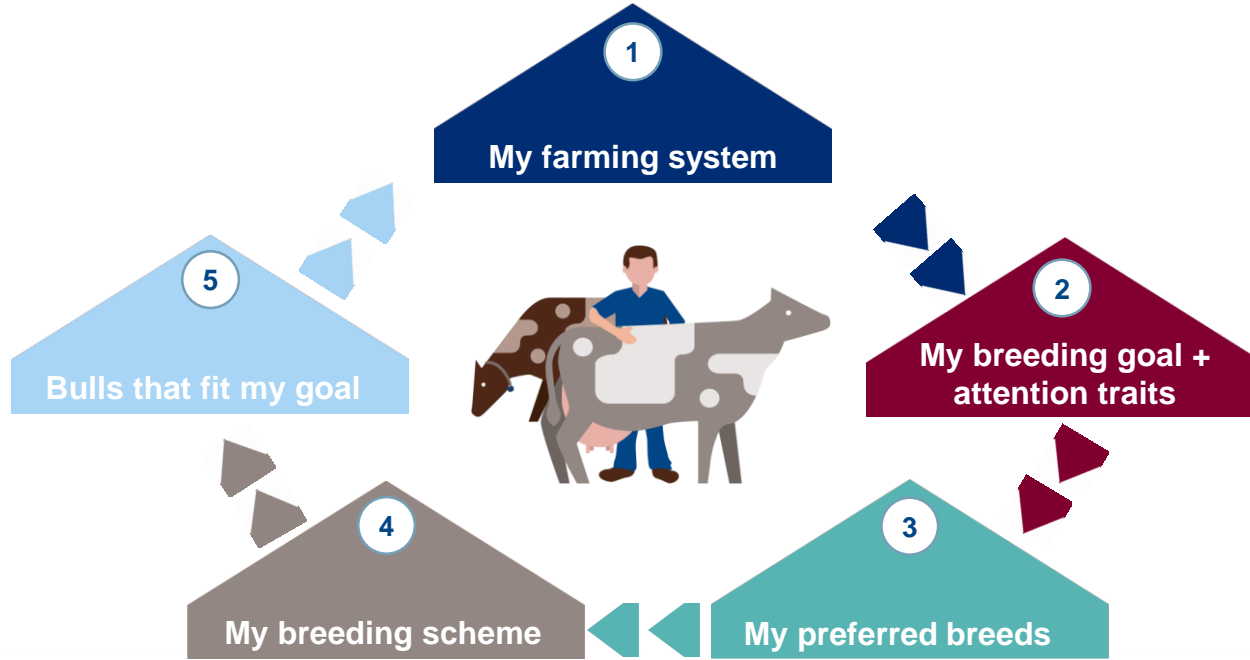 1
My farming system
2
My breeding goal +
attention traits
3
My preferred breeds
4
My breeding scheme
5
Bulls that fit my goal